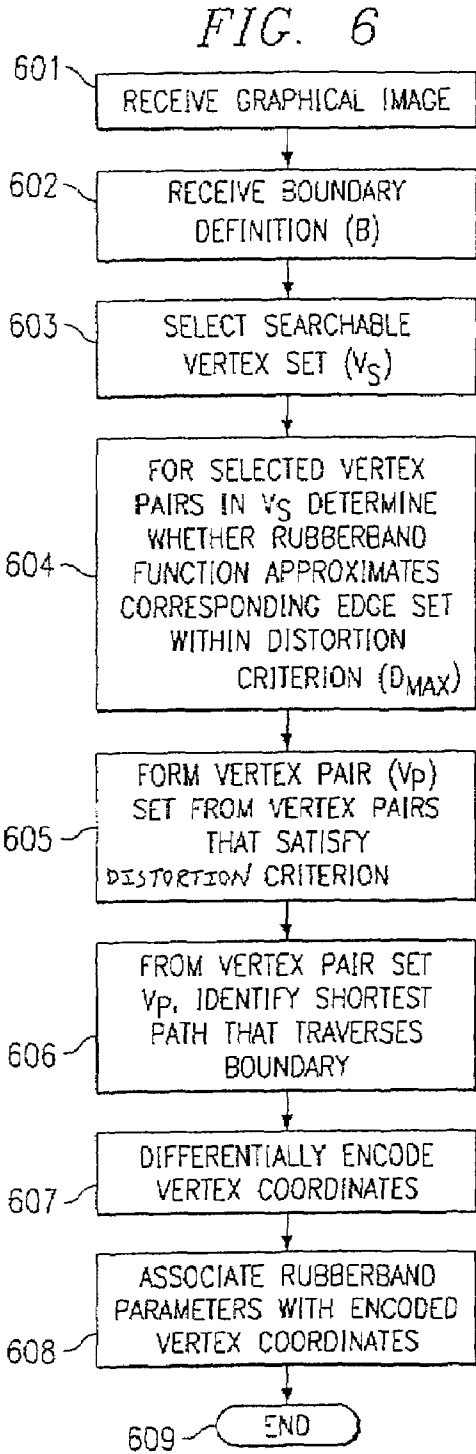 FIG. 6
601
RECEIVE GRAPHICAL IMAGE
602
RECEIVE BOUNDARY
DEFINITION (B)
603
SELECT SEARCHABLE
VERTEX SET (VS)
604
FOR SELECTED VERTEX
PAIRS IN VS DETERMINE
WHETHER RUBBERBAND
FUNCTION APPROXIMATES
CORRESPONDING EDGE SET
WITHIN DISTORTION
CRITERION (DMAX)
605
FORM VERTEX PAIR (VP)
SET FROM VERTEX PAIRS
THAT SATISFY
DISTORTION CRITERION
606
FROM VERTEX PAIR SET
VP, IDENTIFY SHORTEST
PATH THAT TRAVERSES
BOUNDARY
607
DIFFERENTIALLY ENCODE
VERTEX COORDINATES
608
ASSOCIATE RUBBERBAND
PARAMETERS WITH ENCODED
VERTEX COORDINATES
609
END